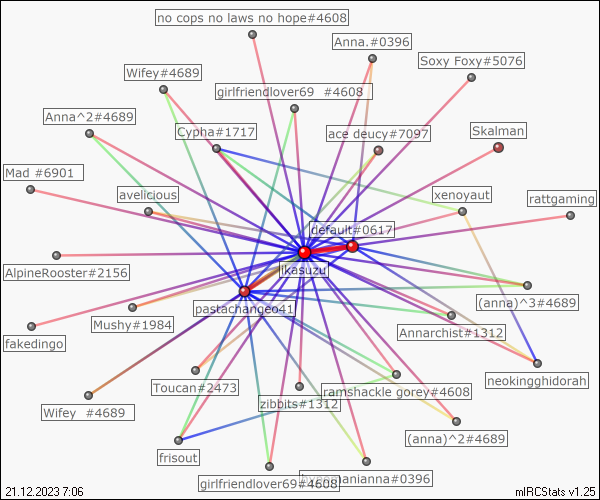 no cops no laws no hope#4608
Anna.#0396
Soxy Foxy#5076
Wifey#4689
girlfriendlover69 #4608
Anna^2#4689
Cypha#1717
ace deucy#7097
Skalman
Mad #6901
avelicious
xenoyaut
rattgaming
default#0617
likasuzu
AlpineRooster#2156
(anna)^3#4689
pastachangeo41
Mushy#1984
Annarchist#1312
fakedingo
neokingghidorah
Toucan#2473
ramshackle gorey#4608
zibbits#1312
Wifey #4689
(anna)^2#4689
frisout
girlfriendlover69#4608
#0396
21.12.2023 7:06
mIRCStats v1.25